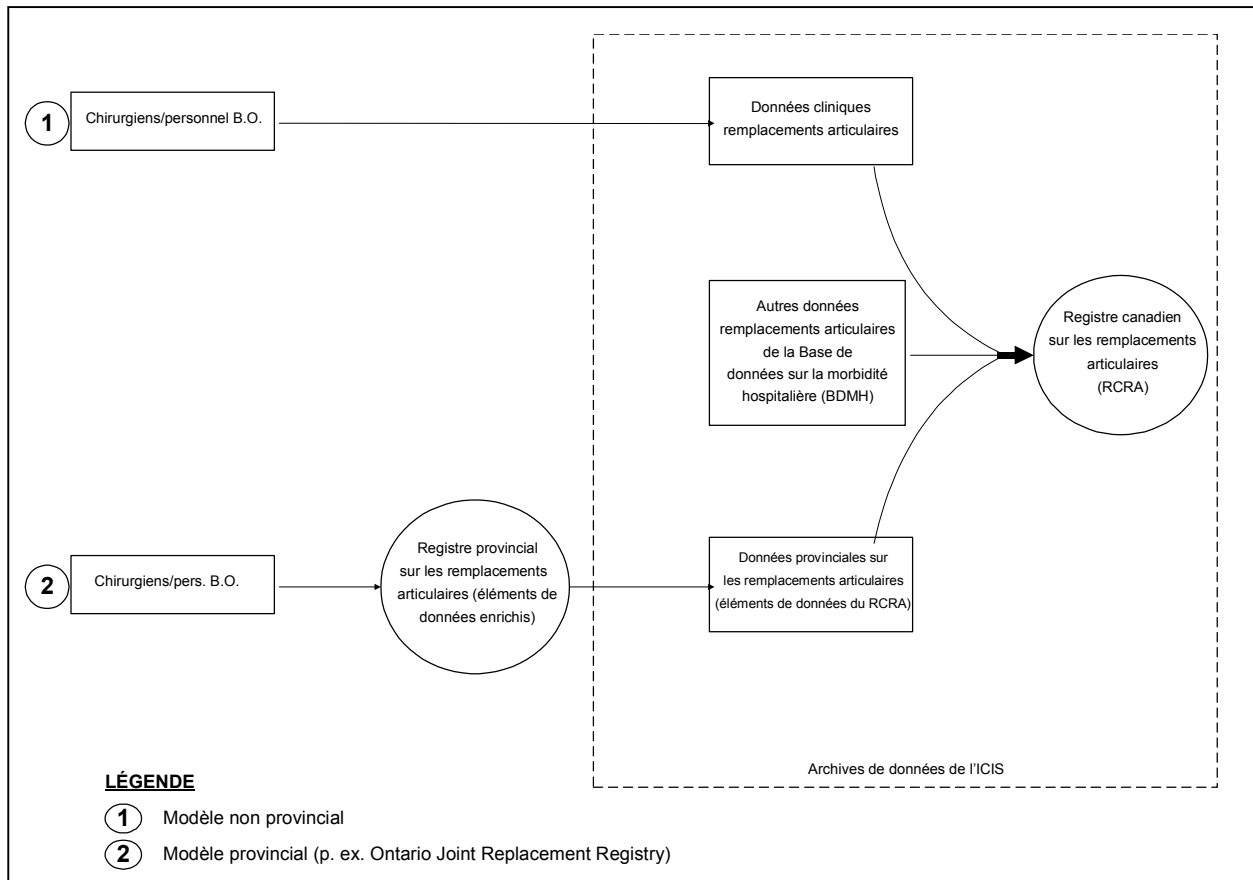 1
Chirurgiens/personnel B.O.
Données cliniques
remplacements articulaires
Autres données
remplacements articulaires
de la Base de
données sur la morbidité
hospitalière (BDMH)
Registre canadien
sur les remplacements
articulaires
(RCRA)
2
Chirurgiens/pers. B.O.
Registre provincial
sur les remplacements
articulaires (éléments de
données enrichis)
Données provinciales sur
les remplacements articulaires
(éléments de données du RCRA)
Archives de données de l'ICIS
LÉGENDE
1 Modèle non provincial
2 Modèle provincial (p. ex. Ontario Joint Replacement Registry)